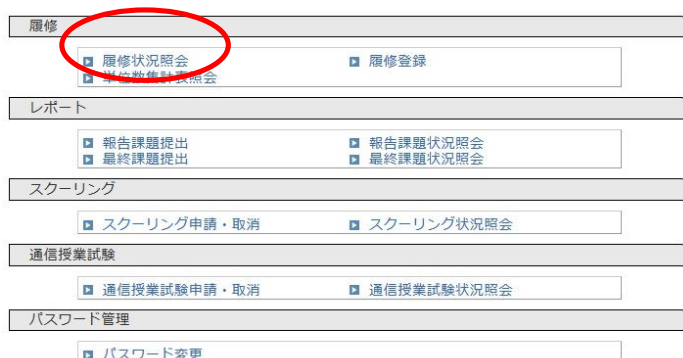 履修
履修状況照会 履修登録
単位数集計表照会
レポート
報告課題提出 報告課題状況照会
最終課題提出 最終課題状況照会
スクーリング
スクーリング申請・取消 スクーリング状況照会
通信授業試験
通信授業試験申請・取消 通信授業試験状況照会
パスワード管理
パスワード変更